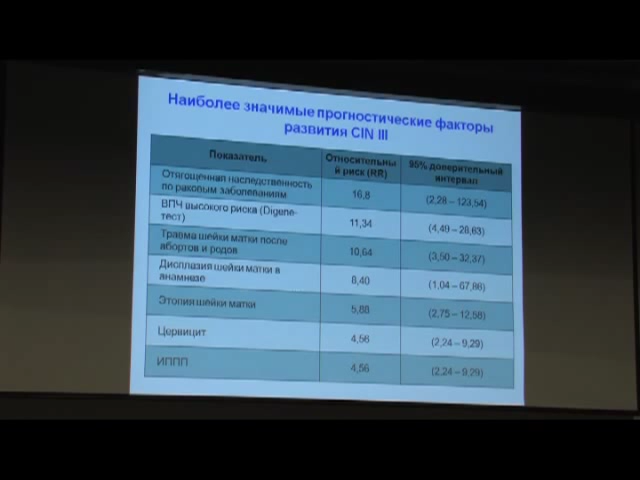 Наиболее значимые прогностические факторы
развития CIN III
Показатель
Относительны
й риск (RR)
95% доверительный
интервал
Отягощенная наследственность
по раковым заболеваниям
16,8
(2,28 – 123,54)
ВПЧ высокого риска (Digene-
тест)
11,34
(4,49 – 28,63)
Травма шейки матки после
абортов и родов
10,64
(3,50 – 32,37)
Дисплазия шейки матки в
анамнезе
(1,04 – 67,86)
Этопия шейки матки
5,88
(2,75 – 12,58)
Цервицит
4,56
(2,24 – 9,29)
ИППП
4,56
(2,24 – 9,29)